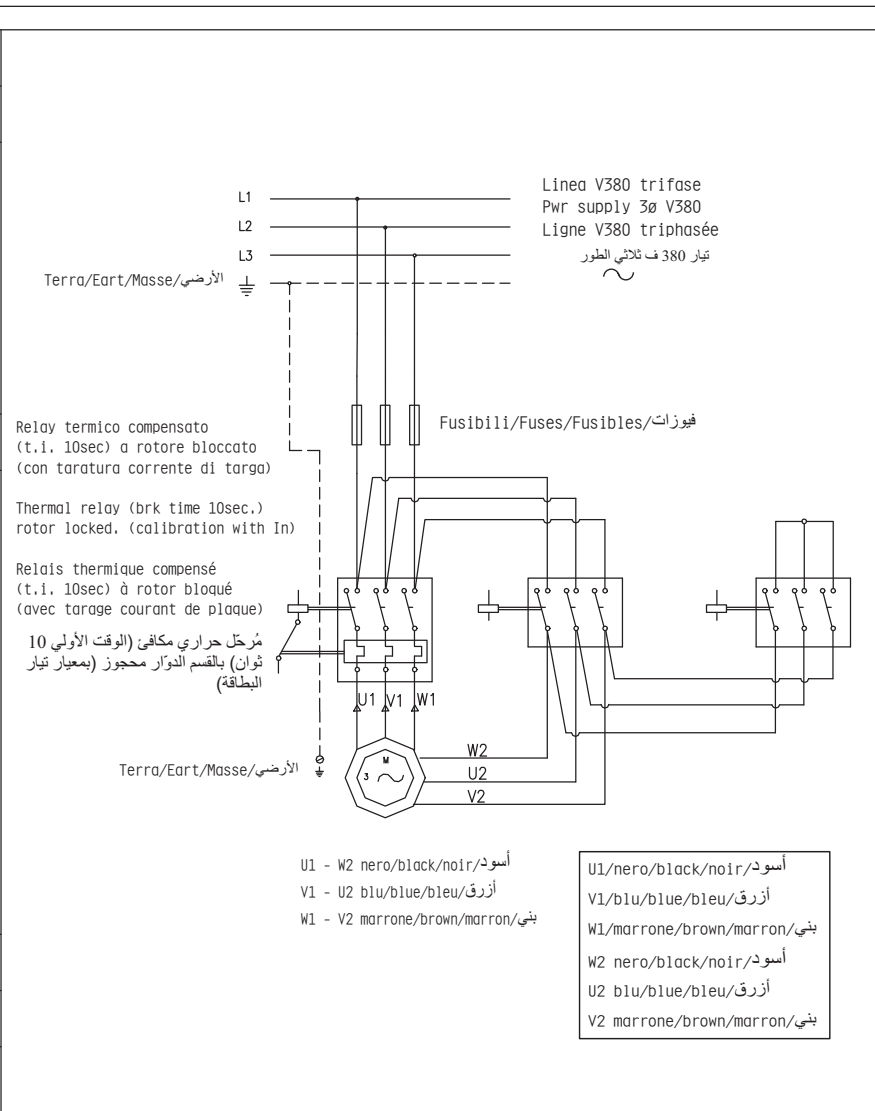 L1
L2
L3
Linea V380 trifase
Pwr supply 3ø V380
Ligne V380 triphasée
تيار 380 ف ثلاثي الطور
Terra/Eart/Masse/الأرضي
Fusibili/Fuses/Fusibles/فيوزات
Relay termico compensato
(t.i. 10sec) a rotore bloccato
(con taratura corrente di targa)
Thermal relay (brk time 10sec.)
rotor locked. (calibration with In)
Relais thermique compensé
(t.i. 10sec) à rotor bloqué
(avec tarage courant de plaque)
مُرحّل حراري مكافئ (الوقت الأولي 10
ثوان) بالقسم الدوّار محجوز (بمعيار تيار
البطاقة)
U1 V1 W1
M
3
W2
U2
V2
Terra/Eart/Masse/الأرضي
U1 - W2 nero/black/noir/أسود
V1 - U2 blu/blue/bleu/أزرق
W1 - V2 marrone/brown/marron/بني
U1/nero/black/noir/أسود
V1/blu/blue/bleu/أزرق
W1/marrone/brown/marron/بني
W2 nero/black/noir/أسود
U2 blu/blue/bleu/أزرق
V2 marrone/brown/marron/بني